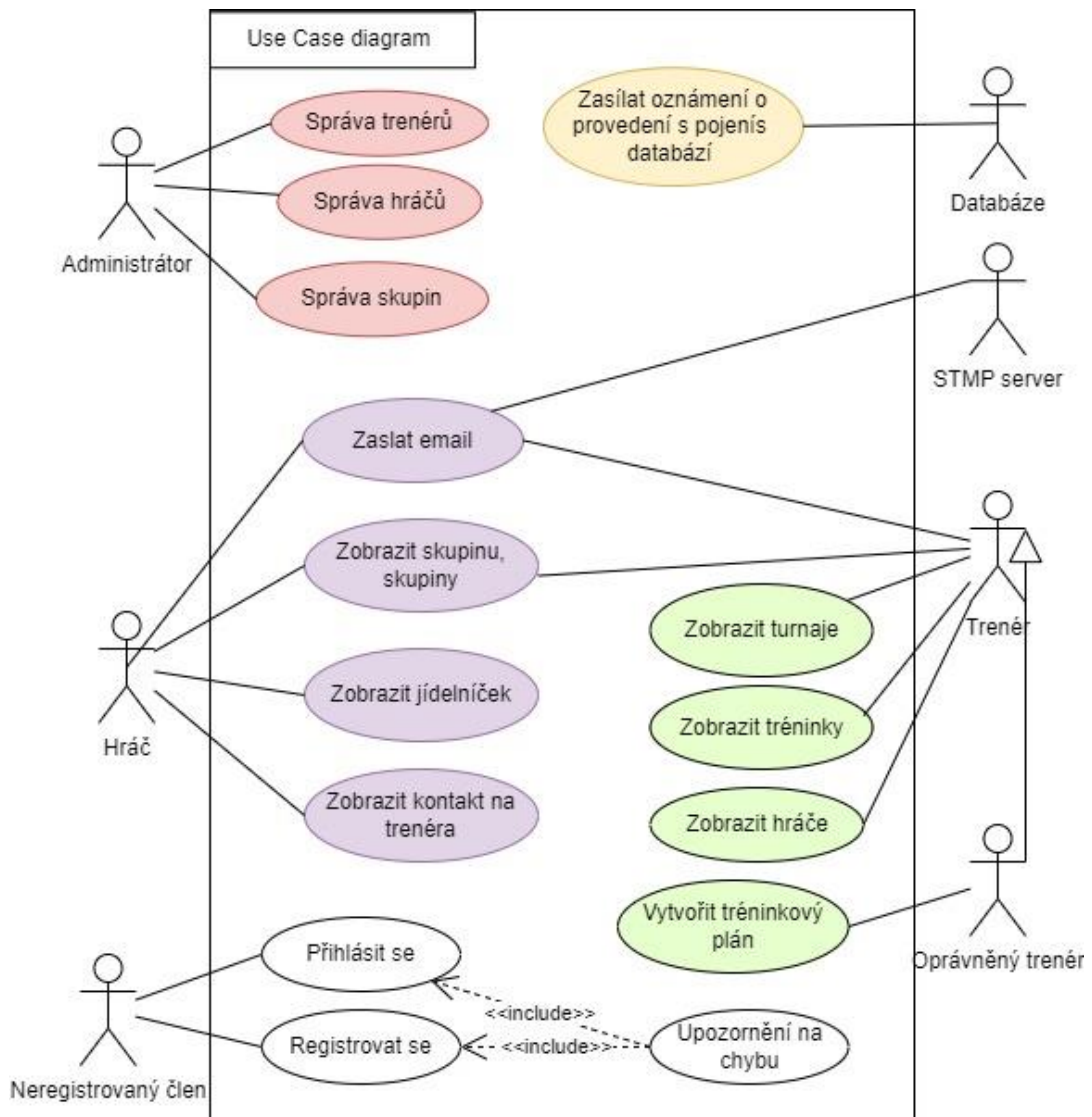 Use Case diagram
Zasílat oznámení o
provedení s pojenís
databází
Správa trenérů
Správa hráčů
Databáze
Administrátor
Správa skupin
STMP server
Zaslat email
Zobrazit skupinu,
skupiny
Zobrazit turnaje
Trenér
Zobrazit jídelníček
Zobrazit tréninky
Hráč
Zobrazit kontakt na
trenéra
Zobrazit hráče
Vytvořit tréninkový
plán
Přihlásit se
Oprávněný trenér
<<include>>
Registrovat se
<<include>>
Upozornění na
chybu
Neregistrovaný člen